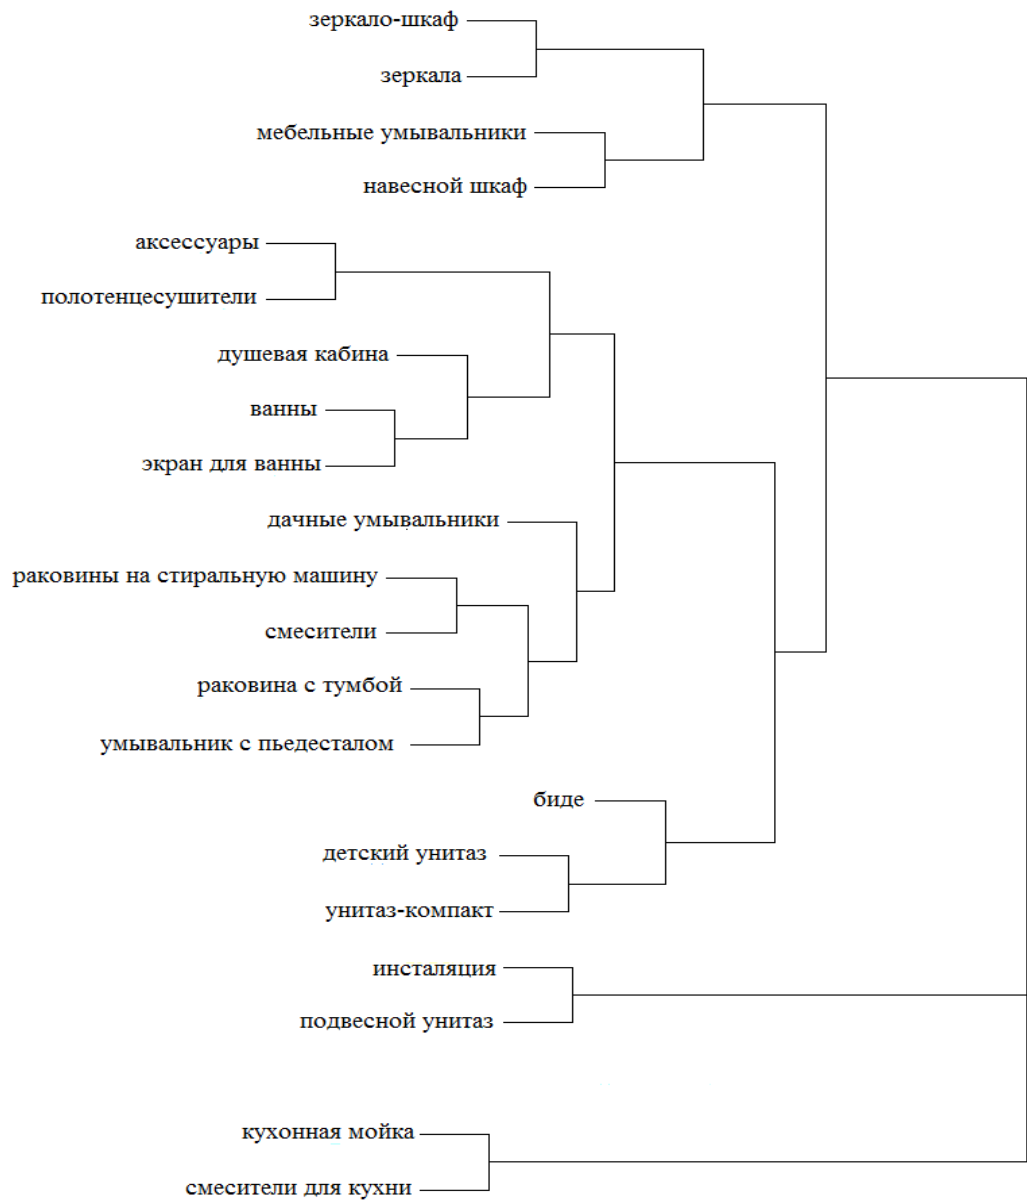 зеркало-шкаф
зеркала
мебельные умывальники
навесной шкаф
аксессуары
полотенцесушители
душевая кабина
ванны
экран для ванны
дачные умывальники
раковины на стиральную машину
смесители
раковина с тумбой
умывальник с пьедесталом
биде
детский унитаз
унитаз-компакт
инсталяция
подвесной унитаз
кухонная мойка
смесители для кухни